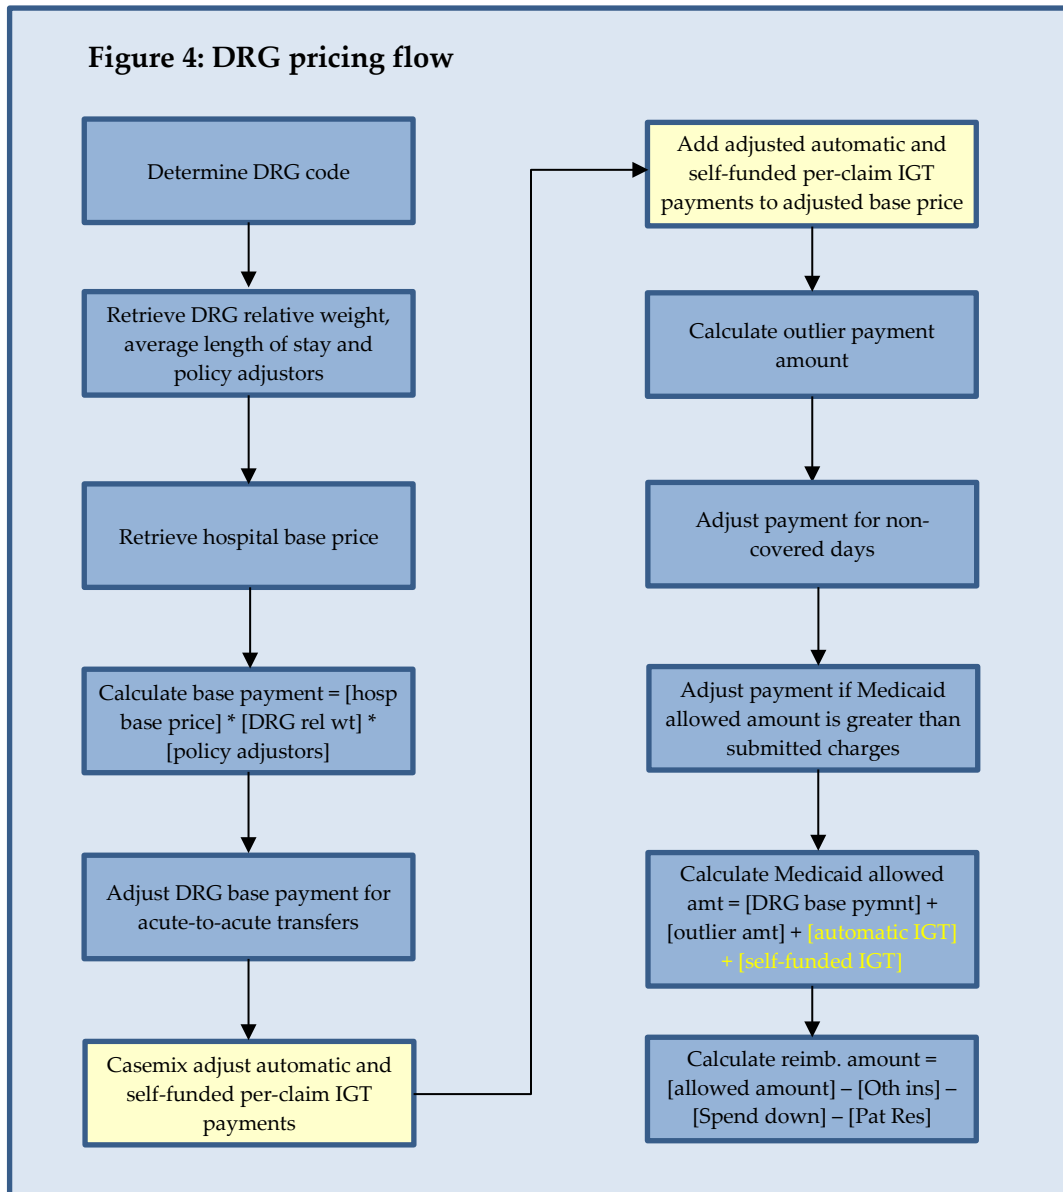 Figure 4: DRG pricing flow
Determine DRG code
Retrieve DRG relative weight,
average length of stay and
policy adjustors
Retrieve hospital base price
Calculate base payment = [hosp
base price] * [DRG rel wt] *
[policy adjustors]
Adjust DRG base payment for
acute-to-acute transfers
Casemix adjust automatic and
self-funded per-claim IGT
payments
Add adjusted automatic and
self-funded per-claim IGT
payments to adjusted base price
Calculate outlier payment
amount
Adjust payment for non-
covered days
Adjust payment if Medicaid
allowed amount is greater than
submitted charges
Calculate Medicaid allowed
amt = [DRG base pymnt] +
[outlier amt] + [automatic IGT]
+ [self-funded IGT]
Calculate reimb. amount =
[allowed amount] – [Oth ins] –
[Spend down] – [Pat Res]